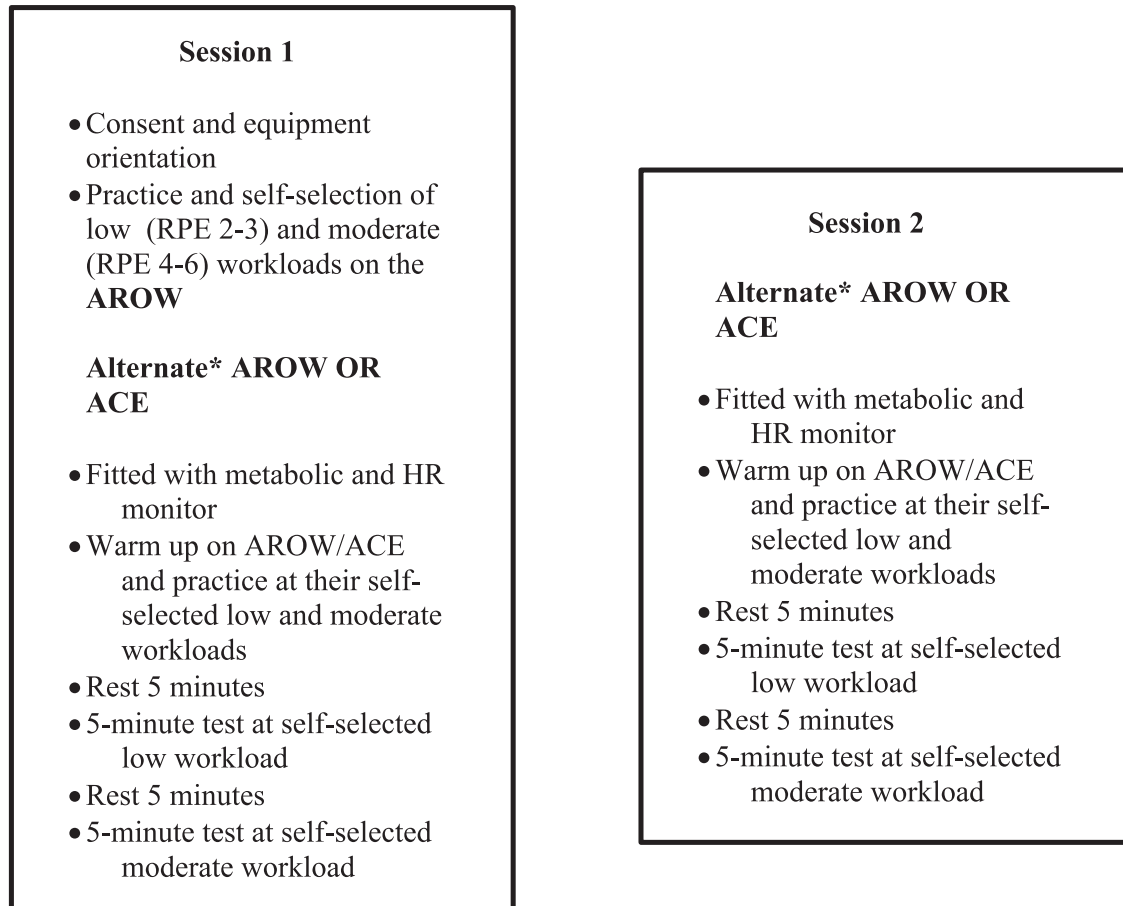 Session 1
• Consent and equipment
orientation
• Practice and self-selection of
low (RPE 2-3) and moderate
(RPE 4-6) workloads on the
AROW
Alternate* AROW OR
ACE
• Fitted with metabolic and HR
monitor
• Warm up on AROW/ACE
and practice at their self-
selected low and moderate
workloads
• Rest 5 minutes
• 5-minute test at self-selected
low workload
• Rest 5 minutes
• 5-minute test at self-selected
moderate workload
Session 2
Alternate* AROW OR
ACE
• Fitted with metabolic and
HR monitor
• Warm up on AROW/ACE
and practice at their self-
selected low and
moderate workloads
• Rest 5 minutes
• 5-minute test at self-selected
low workload
• Rest 5 minutes
• 5-minute test at self-selected
moderate workload